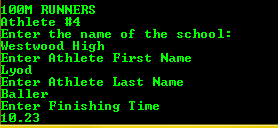 100M RUNNERS
Athlete #4
Enter the name of the school:
Westwood High
Enter Athlete First Name
Lyod
Enter Athlete Last Name
Baller
Enter Finishing Time
10.23